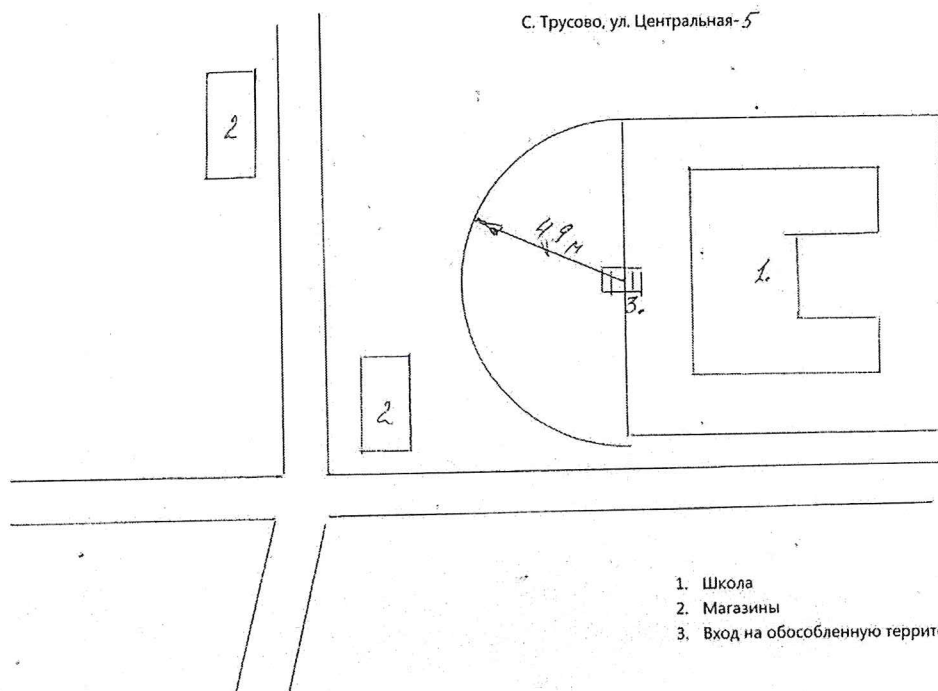 С. Трусово, ул. Центральная-5
2
49 м
1.
3.
2
1. Школа
2. Магазины
3. Вход на обособленную террит